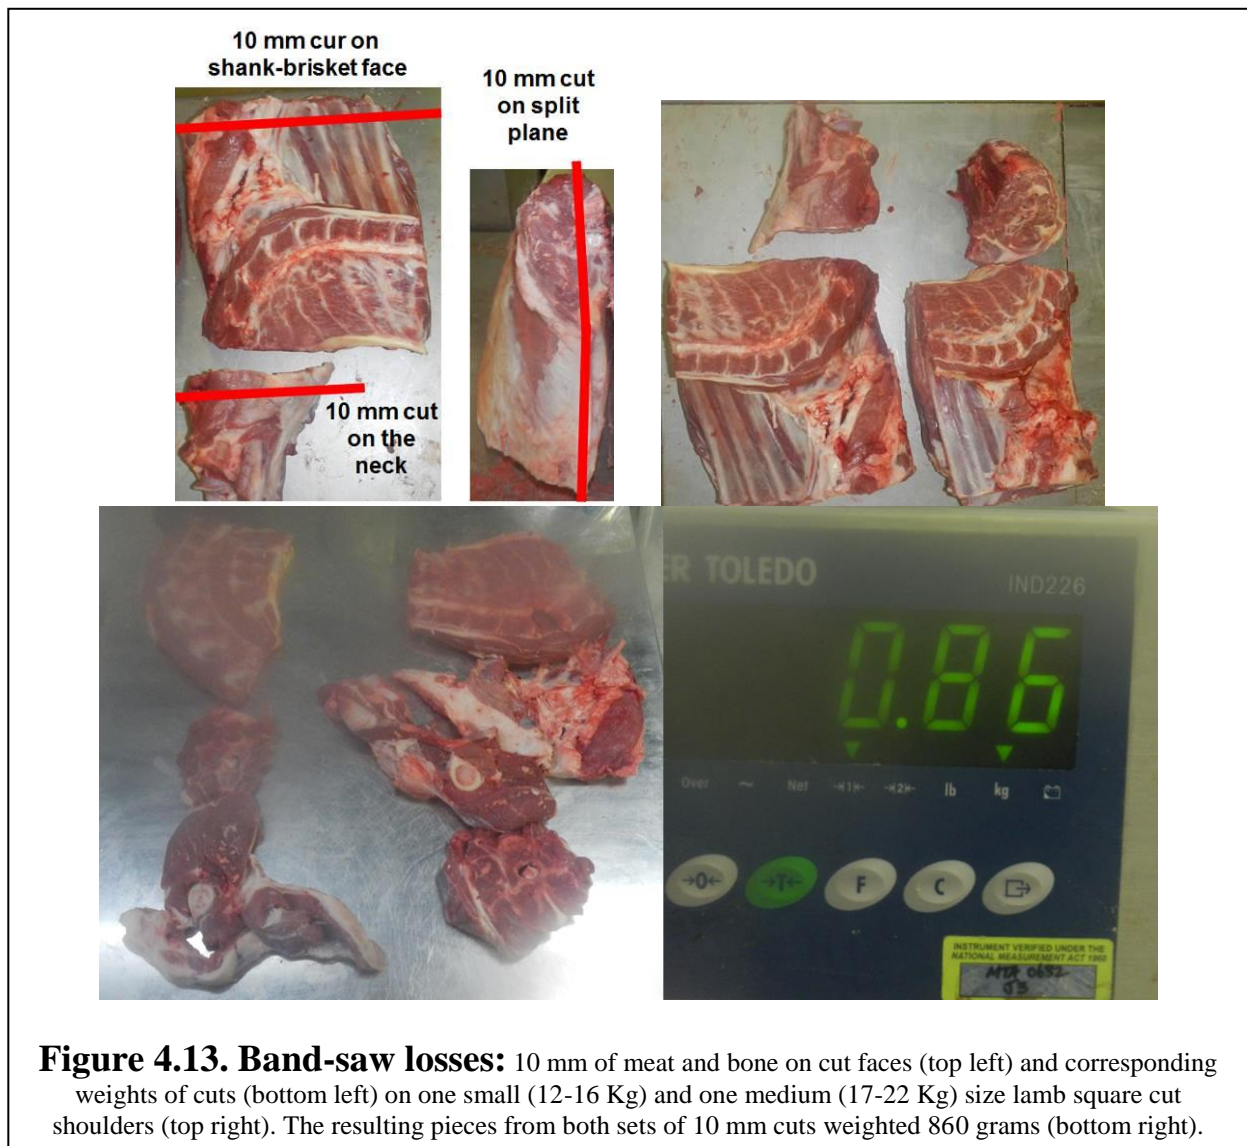 10 mm cur on
shank-brisket face
10 mm cut
on split
plane
10 mm cut
on the
neck
ER TOLEDO
IND226
0.86
Over ~ Net lb kg
→0← →T← F C
INSTRUMENT VERIFIED UNDER THE
NATIONAL MEASUREMENT ACT 1960
Figure 4.13. Band-saw losses: 10 mm of meat and bone on cut faces (top left) and corresponding
weights of cuts (bottom left) on one small (12-16 Kg) and one medium (17-22 Kg) size lamb square cut
shoulders (top right). The resulting pieces from both sets of 10 mm cuts weighted 860 grams (bottom right).